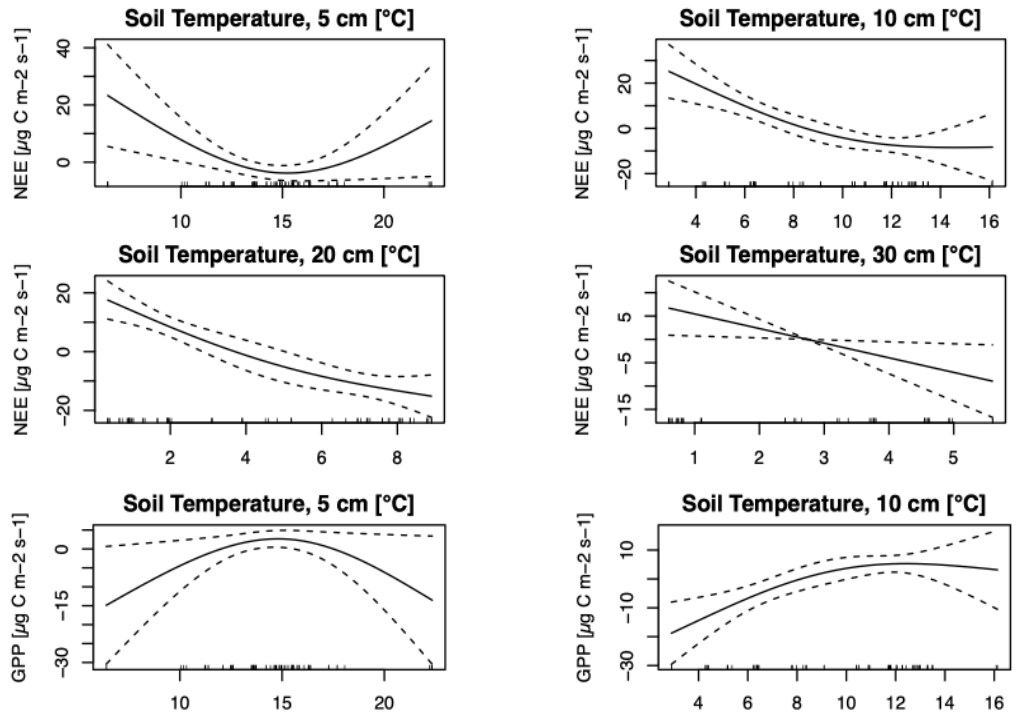 Soil Temperature, 5 cm [°C]
NEE [µg C m−2 s−1]
40
20
0
10 15 20
Soil Temperature, 10 cm [°C]
NEE [µg C m−2 s−1]
20
0
−20
4 6 8 10 12 14 16
Soil Temperature, 20 cm [°C]
NEE [µg C m−2 s−1]
20
0
−20
2 4 6 8
Soil Temperature, 30 cm [°C]
NEE [µg C m−2 s−1]
5
−5
−15
1 2 3 4 5
Soil Temperature, 5 cm [°C]
GPP [µg C m−2 s−1]
0
−15
−30
10 15 20
Soil Temperature, 10 cm [°C]
GPP [µg C m−2 s−1]
10
−10
−30
4 6 8 10 12 14 16